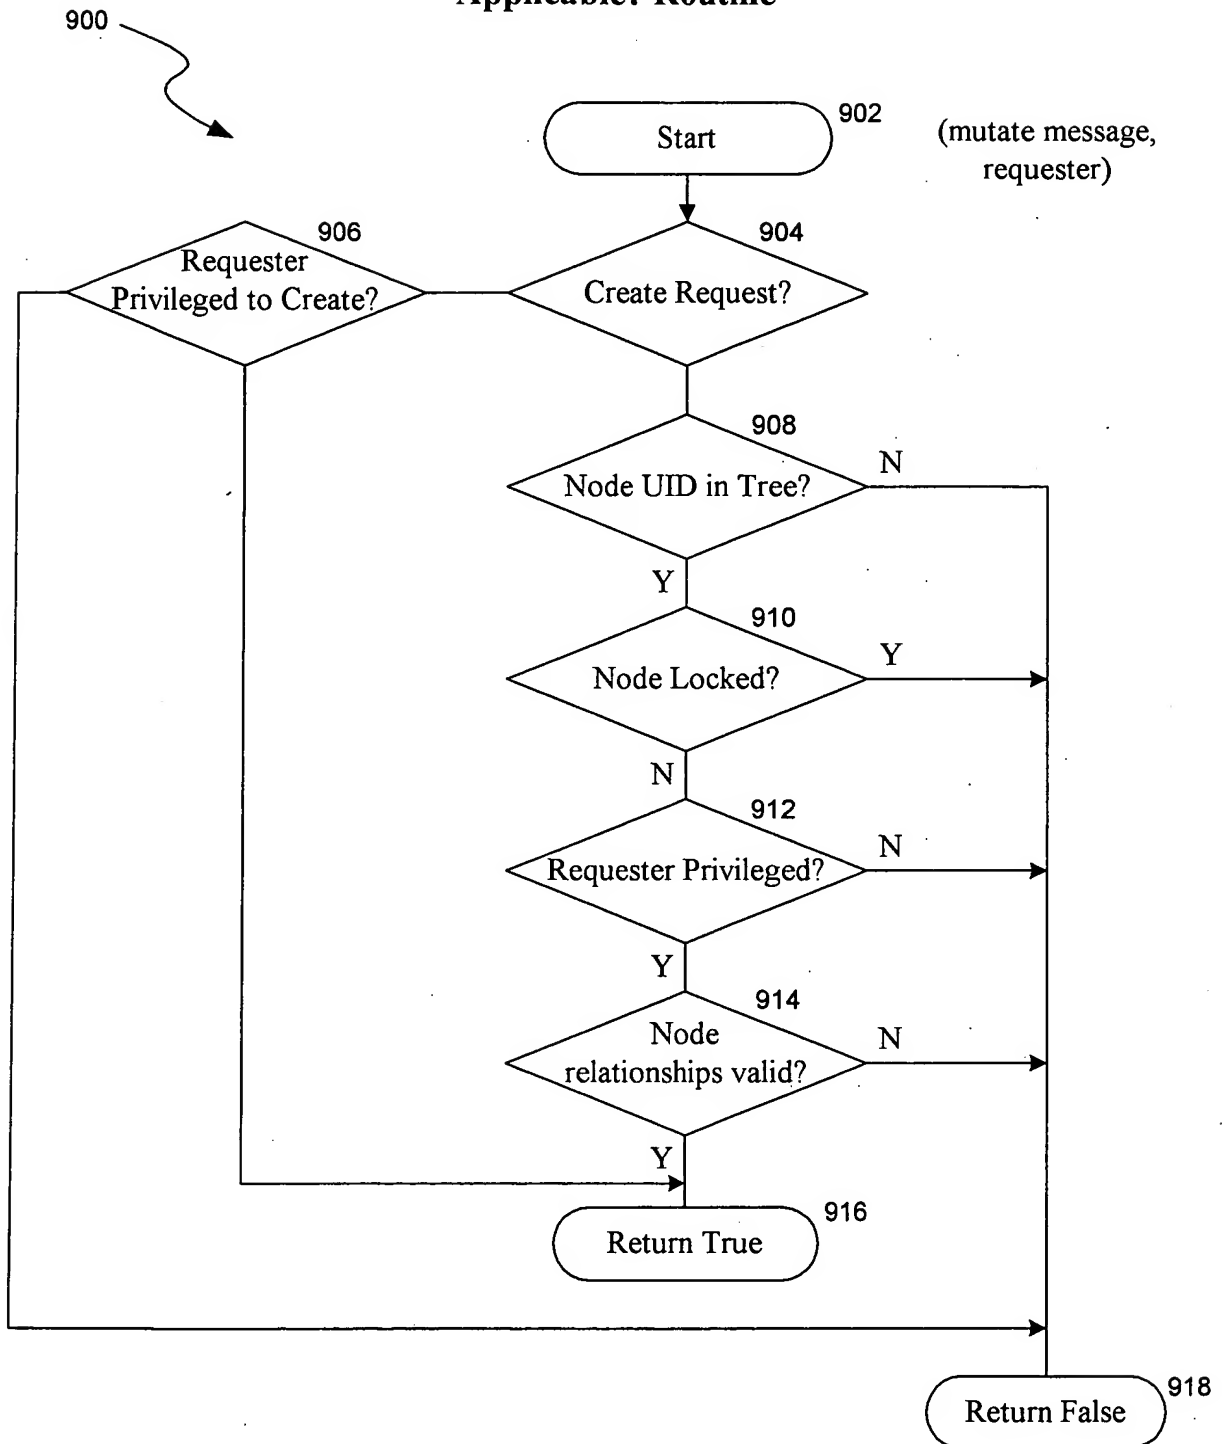 Applicable? Routine
900
902
Start
(mutate message,
requester)
906
Requester
Privileged to Create?
904
Create Request?
908
Node UID in Tree?
N
Y
910
Node Locked?
Y
N
912
Requester Privileged?
N
Y
914
Node
relationships valid?
N
Y
916
Return True
918
Return False